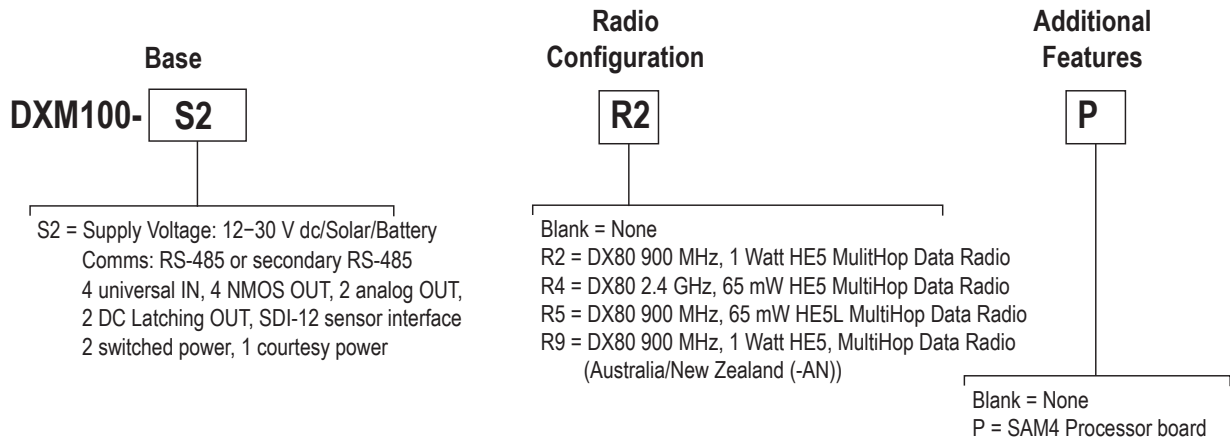 Base
Radio
Configuration
Additional
Features
DXM100- S2
R2
P
S2 = Supply Voltage: 12−30 V dc/Solar/Battery
Comms: RS-485 or secondary RS-485
4 universal IN, 4 NMOS OUT, 2 analog OUT,
2 DC Latching OUT, SDI-12 sensor interface
2 switched power, 1 courtesy power
Blank = None
R2 = DX80 900 MHz, 1 Watt HE5 MulitHop Data Radio
R4 = DX80 2.4 GHz, 65 mW HE5 MultiHop Data Radio
R5 = DX80 900 MHz, 65 mW HE5L MultiHop Data Radio
R9 = DX80 900 MHz, 1 Watt HE5, MultiHop Data Radio
(Australia/New Zealand (-AN))
Blank = None
P = SAM4 Processor board